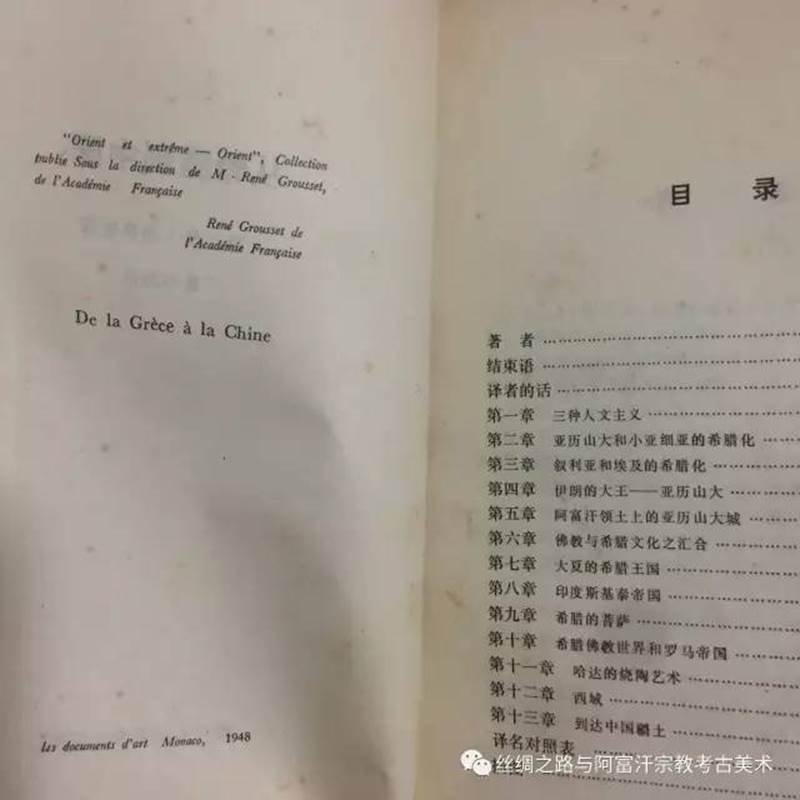 "Orient et extrême — Orient", Collection
publie Sous la direction de M · René Grousset,
de l'Académie Française
René Grousset de
l'Académie Française
De la Grèce à la Chine
les documents d'art Monaco, 1948
目 录
著 者
结束语
译者的话
第一章 三种人文主义
第二章 亚历山大和小亚细亚的希腊化
第三章 叙利亚和埃及的希腊化
第四章 伊朗的大王——亚历山大
第五章 阿富汗领土上的亚历山大城
第六章 佛教与希腊文化之汇合
第七章 大夏的希腊王国
第八章 印度斯基泰帝国
第九章 希腊的菩萨
第十章 希腊佛教世界和罗马帝国
第十一章 哈达的烧陶艺术
第十二章 西域
第十三章 到达中国疆土
译名对照表
丝绸之路与阿富汗宗教考古美术